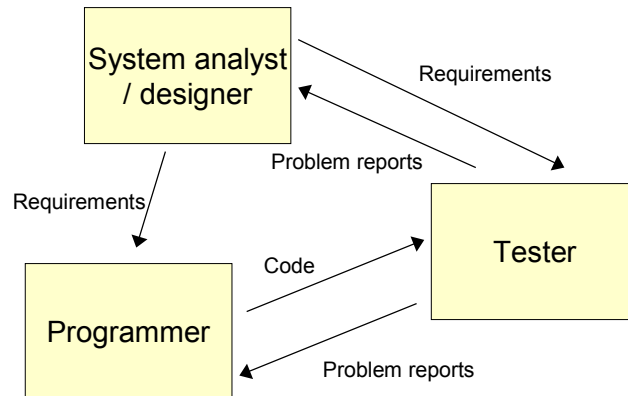 System analyst
/ designer
Requirements
Problem reports
Requirements
Tester
Code
Programmer
Problem reports